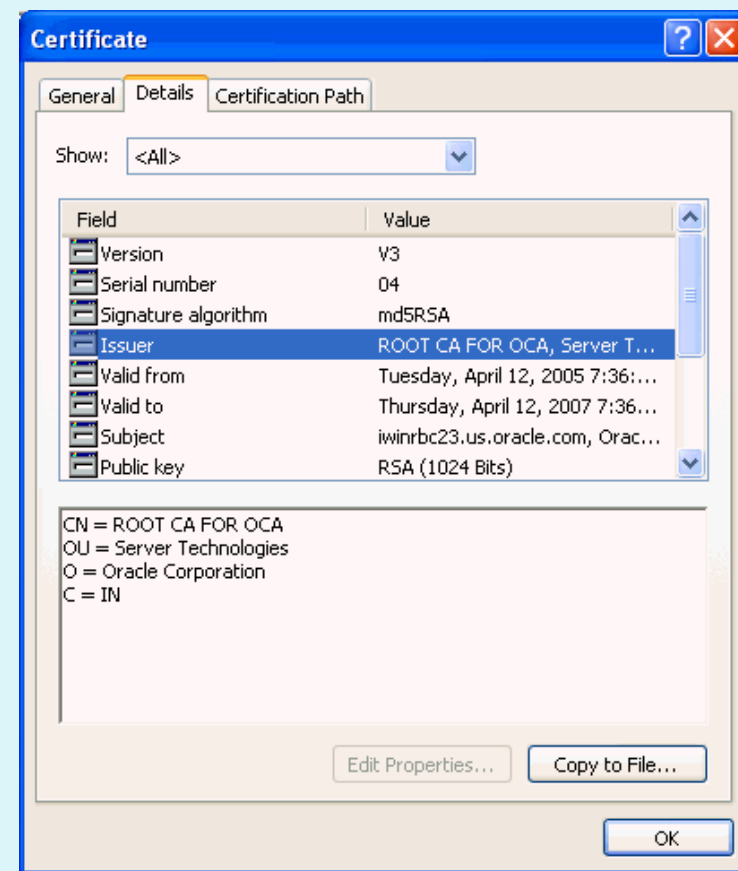 Certificate
General Details Certification Path
Show: <All>
Field Value
Version V3
Serial number 04
Signature algorithm md5RSA
Issuer ROOT CA FOR OCA, Server T...
Valid from Tuesday, April 12, 2005 7:36:...
Valid to Thursday, April 12, 2007 7:36...
Subject iwinrbc23.us.oracle.com, Orac...
Public key RSA (1024 Bits)
CN = ROOT CA FOR OCA
OU = Server Technologies
O = Oracle Corporation
C = IN
Edit Properties... Copy to File...
OK